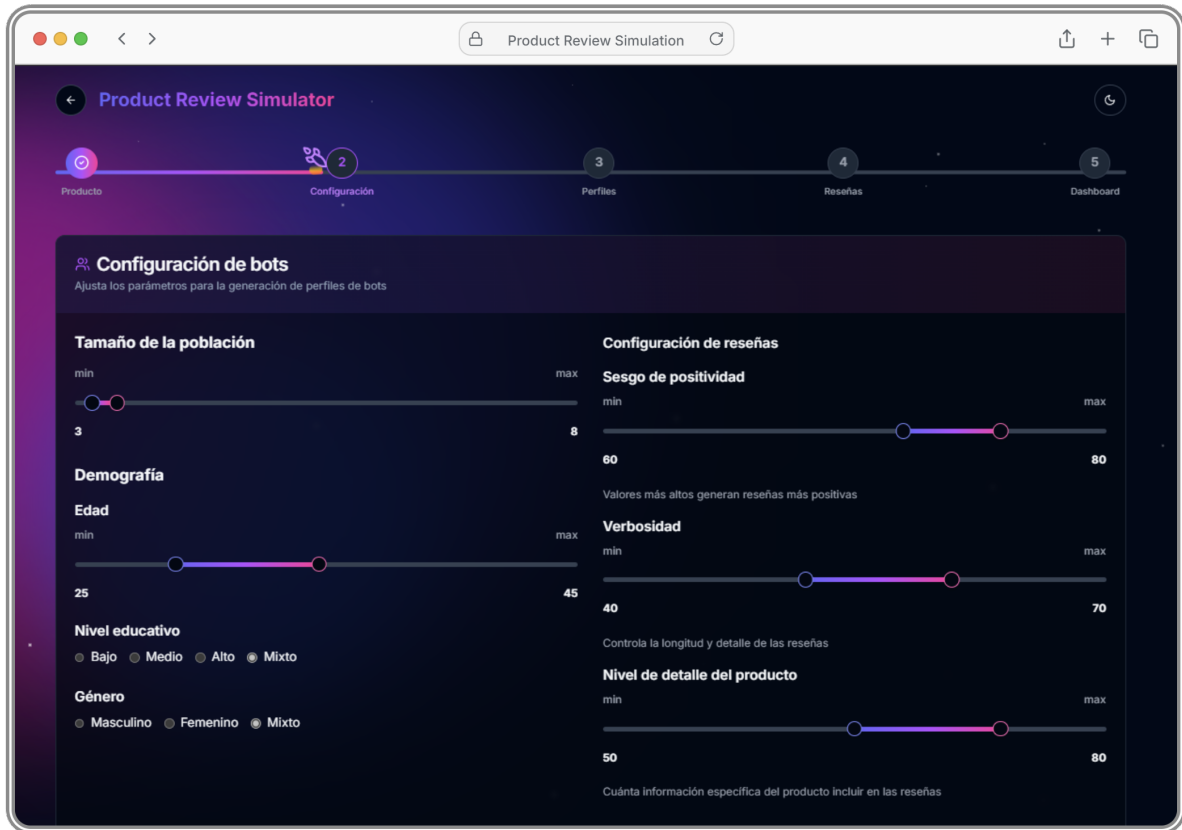 Product Review Simulation
Product Review Simulator
2
3
4
5
Producto
Configuración
Perfiles
Reseñas
Dashboard
Configuración de bots
Ajusta los parámetros para la generación de perfiles de bots
Tamaño de la población
min
max
3
8
Demografía
Edad
min
max
25
45
Nivel educativo
Bajo
Medio
Alto
Mixto
Género
Masculino
Femenino
Mixto
Configuración de reseñas
Sesgo de positividad
min
max
60
80
Valores más altos generan reseñas más positivas
Verbosidad
min
max
40
70
Controla la longitud y detalle de las reseñas
Nivel de detalle del producto
min
max
50
80
Cuánta información específica del producto incluir en las reseñas